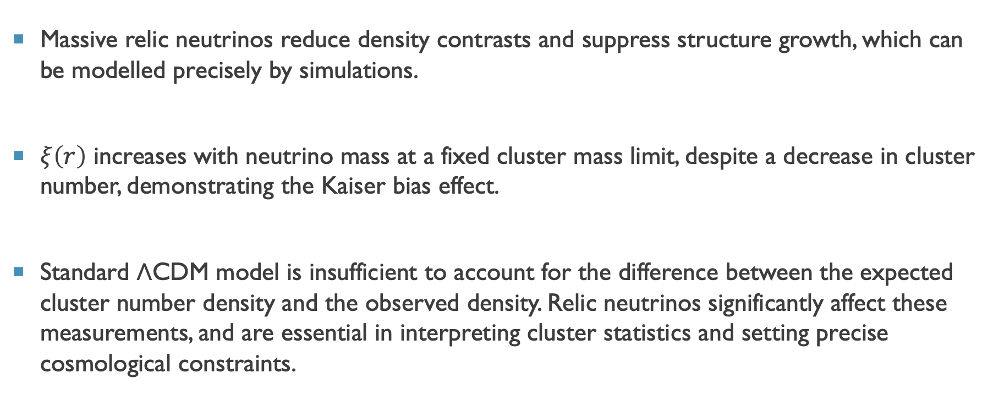 ▪ Massive relic neutrinos reduce density contrasts and suppress structure growth, which can
be modelled precisely by simulations.
▪ ξ(r) increases with neutrino mass at a fixed cluster mass limit, despite a decrease in cluster
number, demonstrating the Kaiser bias effect.
▪ Standard ΛCDM model is insufficient to account for the difference between the expected
cluster number density and the observed density. Relic neutrinos significantly affect these
measurements, and are essential in interpreting cluster statistics and setting precise
cosmological constraints.